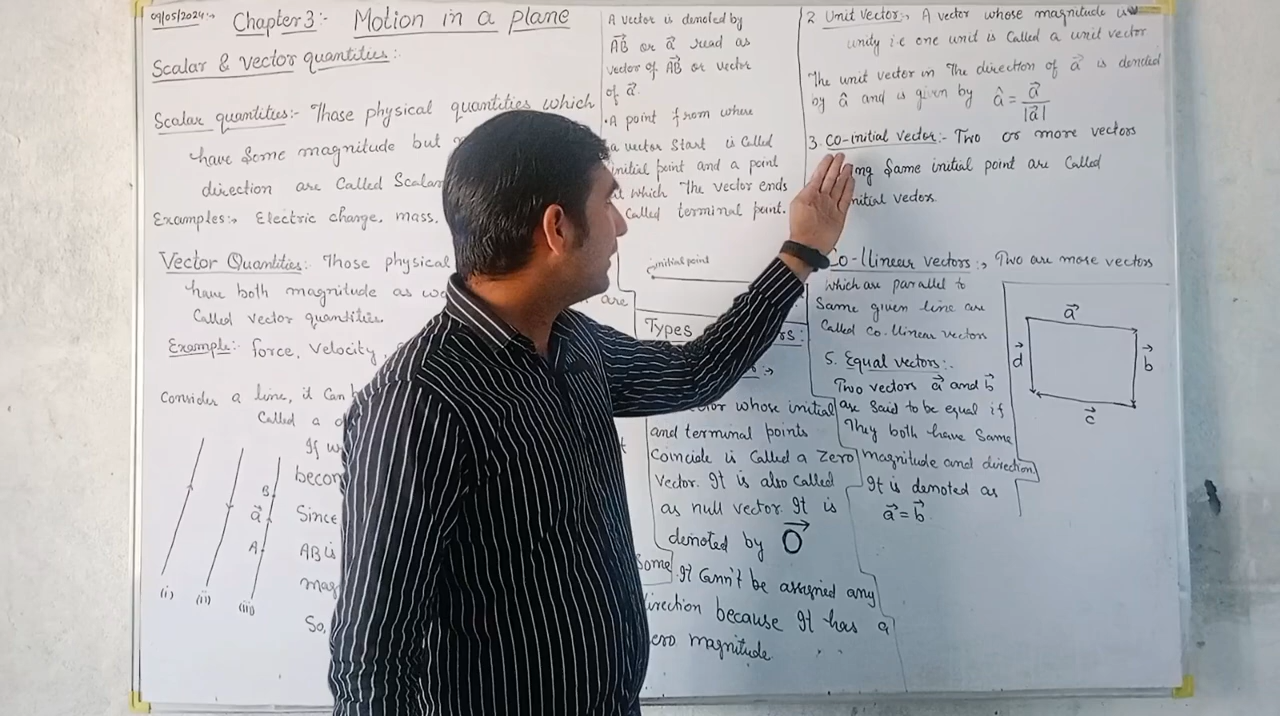 09/05/2024:-
Chapter 3:- Motion in a plane
Scalar & vector quantities:-
Scalar quantities:- Those physical quantities which
have some magnitude but
direction are called Scalar
Examples:- Electric charge, mass.
Vector Quantities: Those physical
have both magnitude as
are
Called vector quantities.
Example:- force, Velocity
Consider a line, it can
Called a
If
becom
Since
AB is
mag
So,
B
a⃗
A
(i) (ii) (iii)
A vector is denoted by
AB⃗ or a⃗ read as
vector of AB⃗ or vector
of a⃗.
• A point from where
a vector start is called
initial point and a point
at which The vector ends
called terminal point.
initial point
Types
rs:
whose initial
and terminal points
Coincide is Called a Zero
vector. It is also called
as null vector. It is
denoted by O⃗
Some
It cann't be assigned any
direction because It has a
zero magnitude
2 Unit Vector:- A vector whose magnitude is
unity i.e one unit is Called a unit vector
The unit vector in The direction of a⃗ is denoted
by â and is given by â = a⃗/|a⃗|
3. Co-initial vector:- Two or more vectors
ing Same initial point are Called
initial vectors.
Co-llinear vectors:, Two are more vectors
which are parallel to
Same given line are
Called Co.llinear vectors
5. Equal vectors:-
Two vectors a⃗ and b⃗
are said to be equal if
They both have Same
magnitude and direction
It is denoted as
a⃗ = b⃗
a⃗
d⃗ b⃗
c⃗